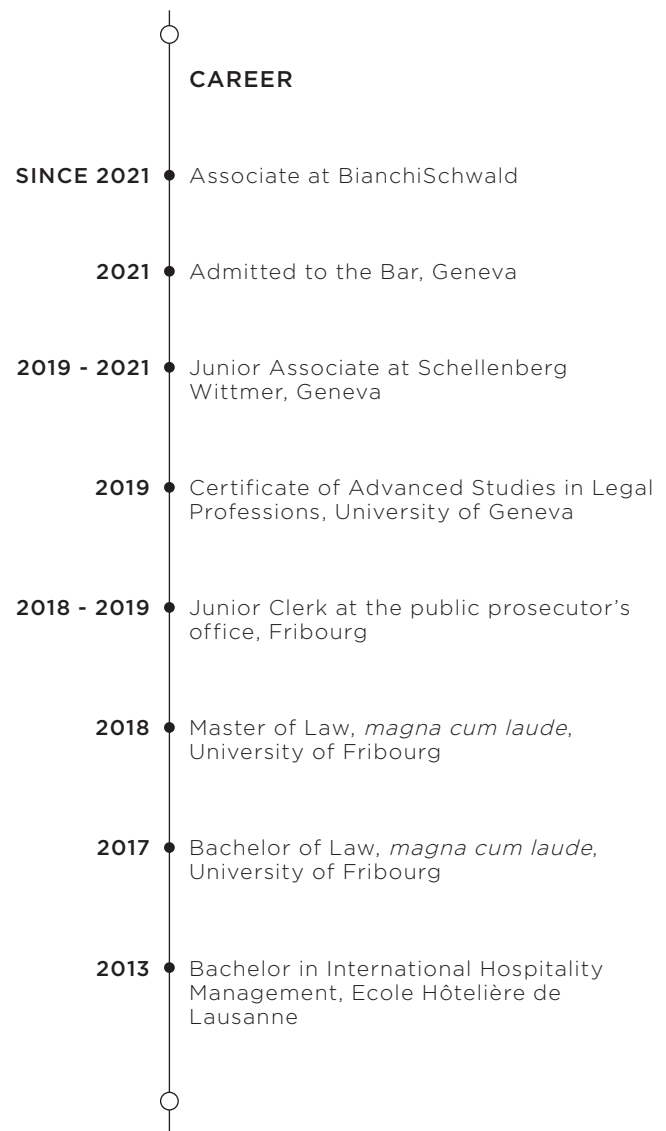 CAREER
SINCE 2021 Associate at BianchiSchwald
2021 Admitted to the Bar, Geneva
2019 - 2021 Junior Associate at Schellenberg
Wittmer, Geneva
2019 Certificate of Advanced Studies in Legal
Professions, University of Geneva
2018 - 2019 Junior Clerk at the public prosecutor’s
office, Fribourg
2018 Master of Law, magna cum laude,
University of Fribourg
2017 Bachelor of Law, magna cum laude,
University of Fribourg
2013 Bachelor in International Hospitality
Management, Ecole Hôtelière de
Lausanne